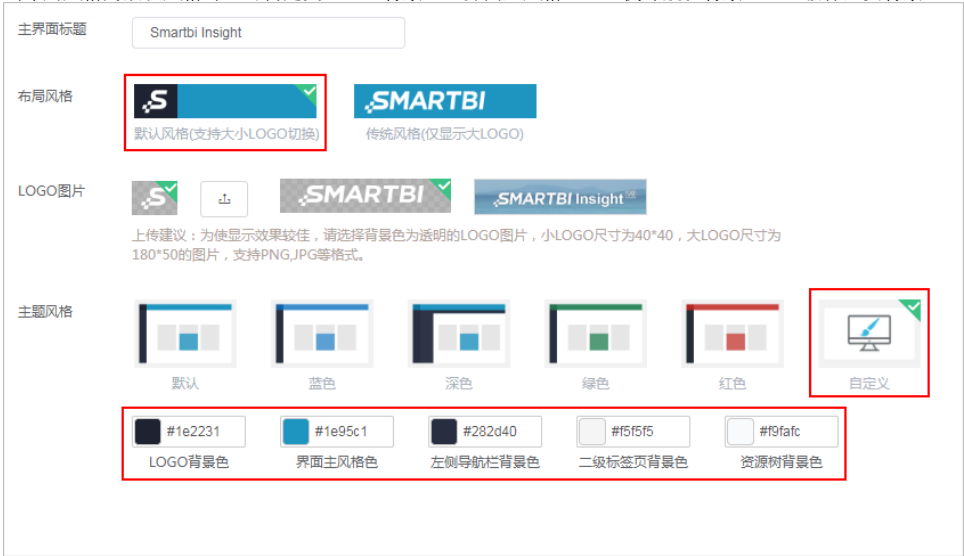 主界面标题
Smartbi Insight
布局风格
S
SMARTBI
默认风格(支持大小LOGO切换)
传统风格(仅显示大LOGO)
LOGO图片
S
SMARTBI
SMARTBI Insight
上传建议：为使显示效果较佳，请选择背景色为透明的LOGO图片，小LOGO尺寸为40*40，大LOGO尺寸为
180*50的图片，支持PNG,JPG等格式。
主题风格
默认
蓝色
深色
绿色
红色
自定义
#1e2231
#1e95c1
#282d40
#f5f5f5
#f9fafc
LOGO背景色
界面主风格色
左侧导航栏背景色
二级标签页背景色
资源树背景色